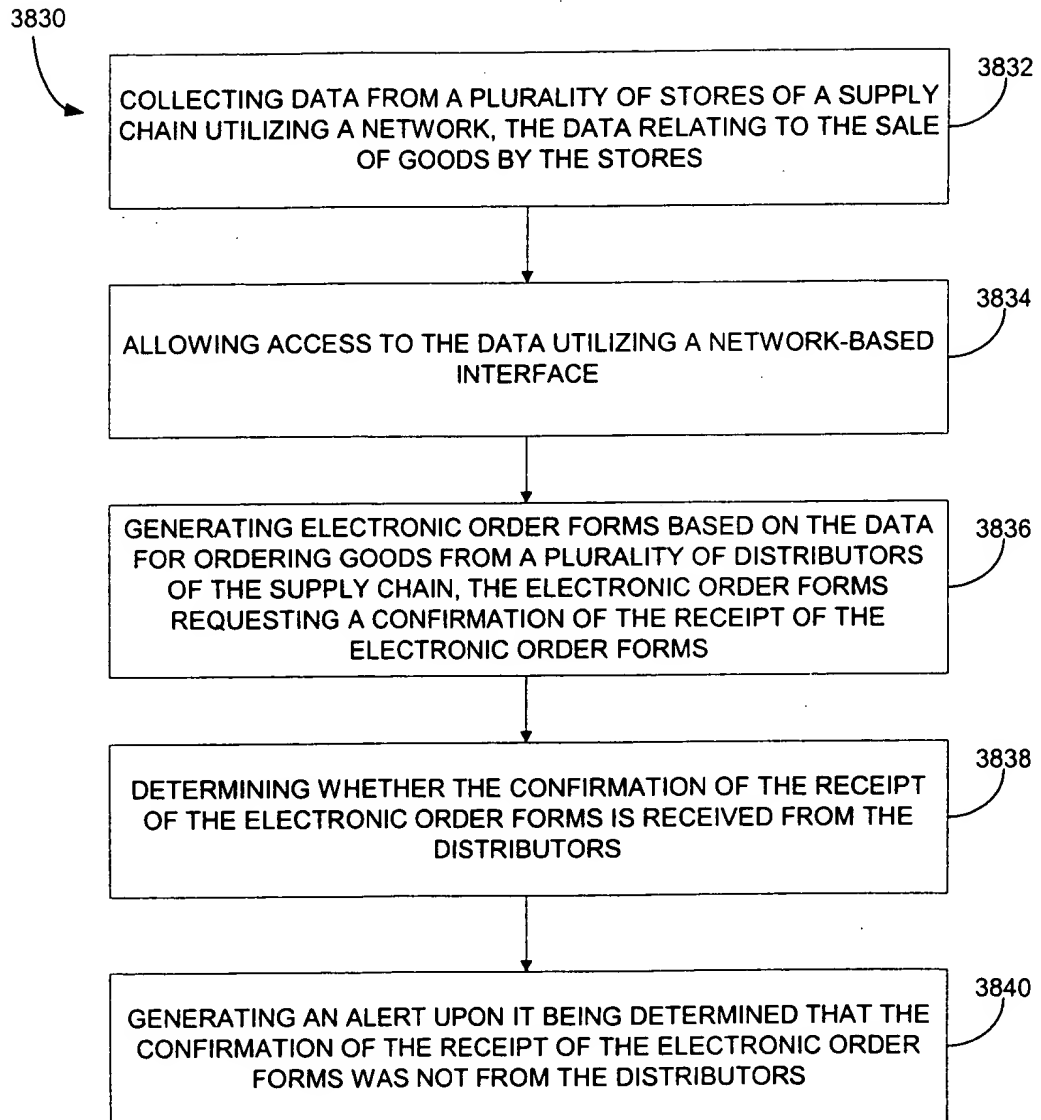 3830
3832
COLLECTING DATA FROM A PLURALITY OF STORES OF A SUPPLY
CHAIN UTILIZING A NETWORK, THE DATA RELATING TO THE SALE
OF GOODS BY THE STORES
3834
ALLOWING ACCESS TO THE DATA UTILIZING A NETWORK-BASED
INTERFACE
3836
GENERATING ELECTRONIC ORDER FORMS BASED ON THE DATA
FOR ORDERING GOODS FROM A PLURALITY OF DISTRIBUTORS
OF THE SUPPLY CHAIN, THE ELECTRONIC ORDER FORMS
REQUESTING A CONFIRMATION OF THE RECEIPT OF THE
ELECTRONIC ORDER FORMS
3838
DETERMINING WHETHER THE CONFIRMATION OF THE RECEIPT
OF THE ELECTRONIC ORDER FORMS IS RECEIVED FROM THE
DISTRIBUTORS
3840
GENERATING AN ALERT UPON IT BEING DETERMINED THAT THE
CONFIRMATION OF THE RECEIPT OF THE ELECTRONIC ORDER
FORMS WAS NOT FROM THE DISTRIBUTORS